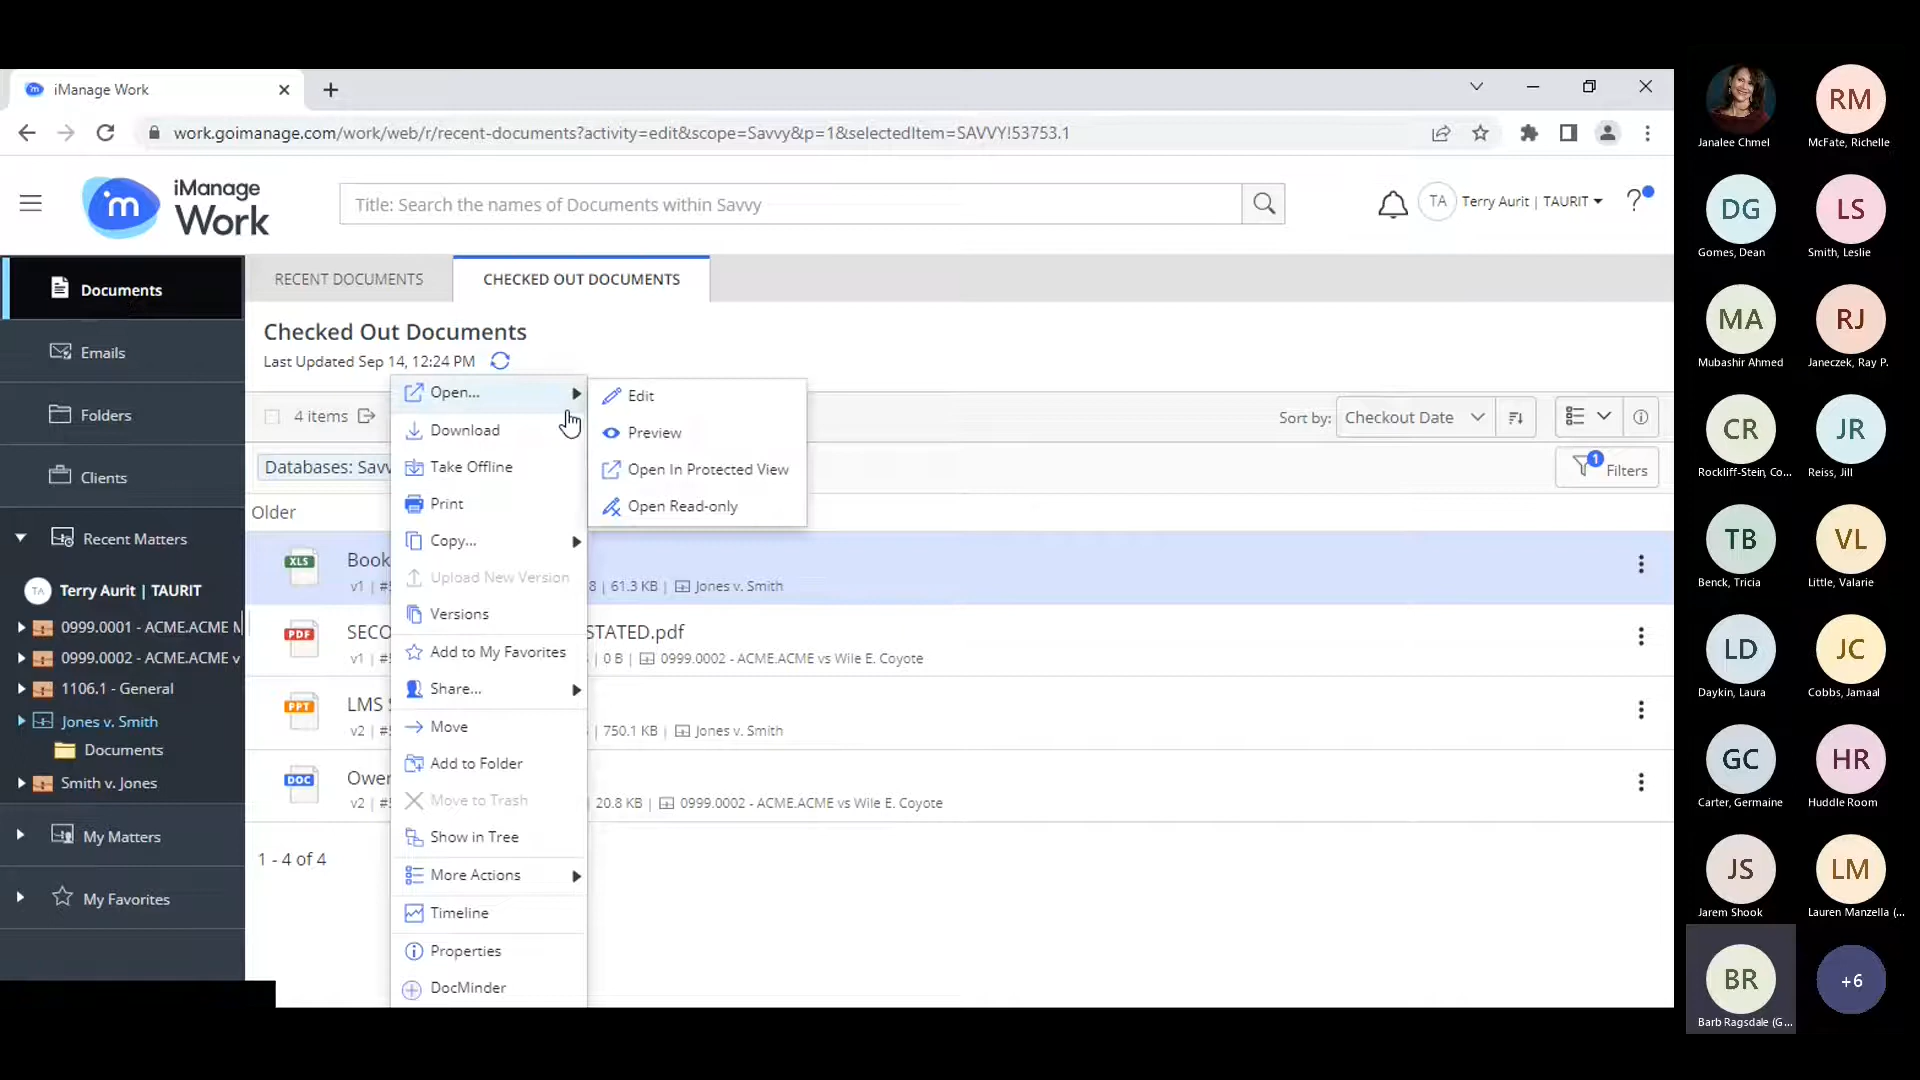 iManage Work
work.goimanage.com/work/web/r/recent-documents?activity=edit&scope=Savvy&p=1&selectedItem=SAVVY!53753.1
m
iManage
Work
Title: Search the names of Documents within Savvy
TA
Terry Aurit | TAURIT
?
Documents
Emails
Folders
Clients
Recent Matters
TA Terry Aurit | TAURIT
0999.0001 - ACME.ACME
0999.0002 - ACME.ACME v
1106.1 - General
Jones v. Smith
Documents
Smith v. Jones
My Matters
My Favorites
RECENT DOCUMENTS
CHECKED OUT DOCUMENTS
Checked Out Documents
Last Updated Sep 14, 12:24 PM
4 items
Sort by: Checkout Date
Databases: Savv
1
Filters
Older
XLS
Book
v1 | #5
8 | 61.3 KB | Jones v. Smith
PDF
SECO
STATED.pdf
v1 | #5
| 0 B | 0999.0002 - ACME.ACME vs Wile E. Coyote
PPT
LMS S
v2 | #5
| 750.1 KB | Jones v. Smith
DOC
Ower
v2 | #5
20.8 KB | 0999.0002 - ACME.ACME vs Wile E. Coyote
1 - 4 of 4
Open...
Download
Take Offline
Print
Copy...
Upload New Version
Versions
Add to My Favorites
Share...
Move
Add to Folder
Move to Trash
Show in Tree
More Actions
Timeline
Properties
DocMinder
Edit
Preview
Open In Protected View
Open Read-only
Janalee Chmel
RM
McFate, Richelle
DG
Gomes, Dean
LS
Smith, Leslie
MA
Mubashir Ahmed
RJ
Janeczek, Ray P.
CR
Rockliff-Stein, Co...
JR
Reiss, Jill
TB
Benck, Tricia
VL
Little, Valarie
LD
Daykin, Laura
JC
Cobbs, Jamaal
GC
Carter, Germaine
HR
Huddle Room
JS
Jarem Shook
LM
Lauren Manzella (...
BR
Barb Ragsdale (G...
+6